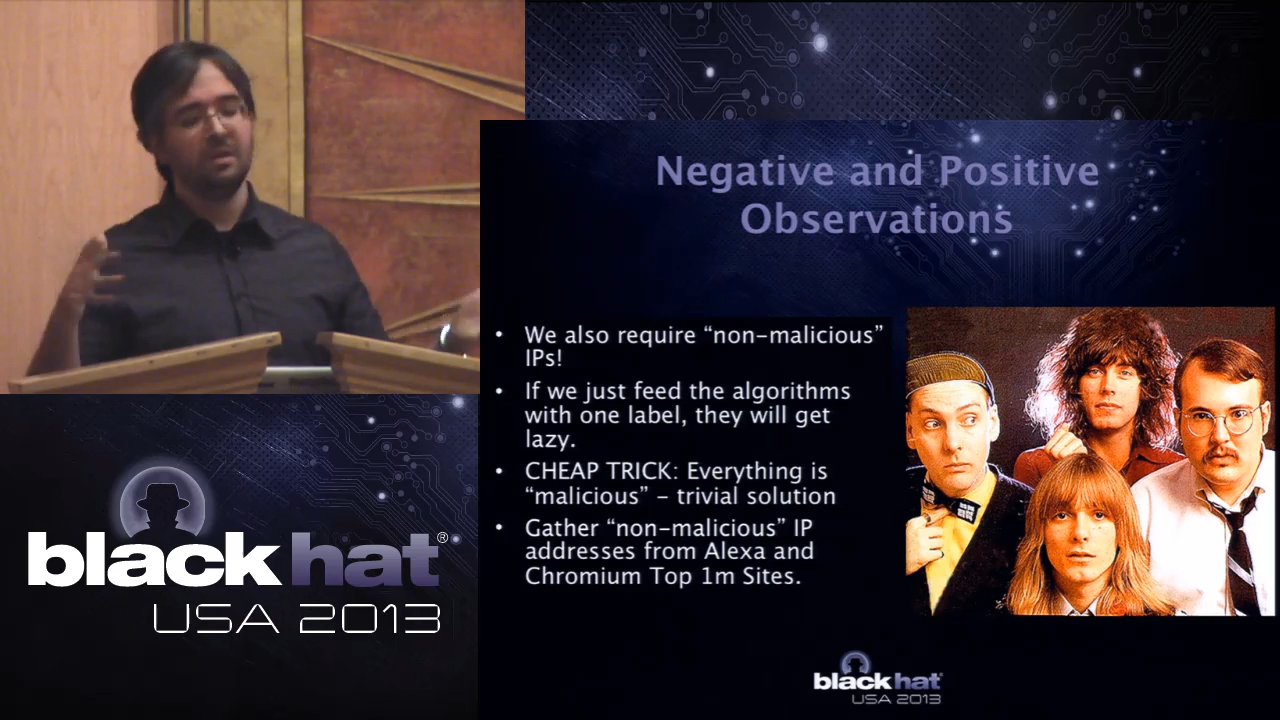 Negative and Positive
Observations
• We also require “non-malicious”
IPs!
• If we just feed the algorithms
with one label, they will get
lazy.
• CHEAP TRICK: Everything is
“malicious” – trivial solution
• Gather “non-malicious” IP
addresses from Alexa and
Chromium Top 1m Sites.
black hat®
USA 2013
black hat®
USA 2013